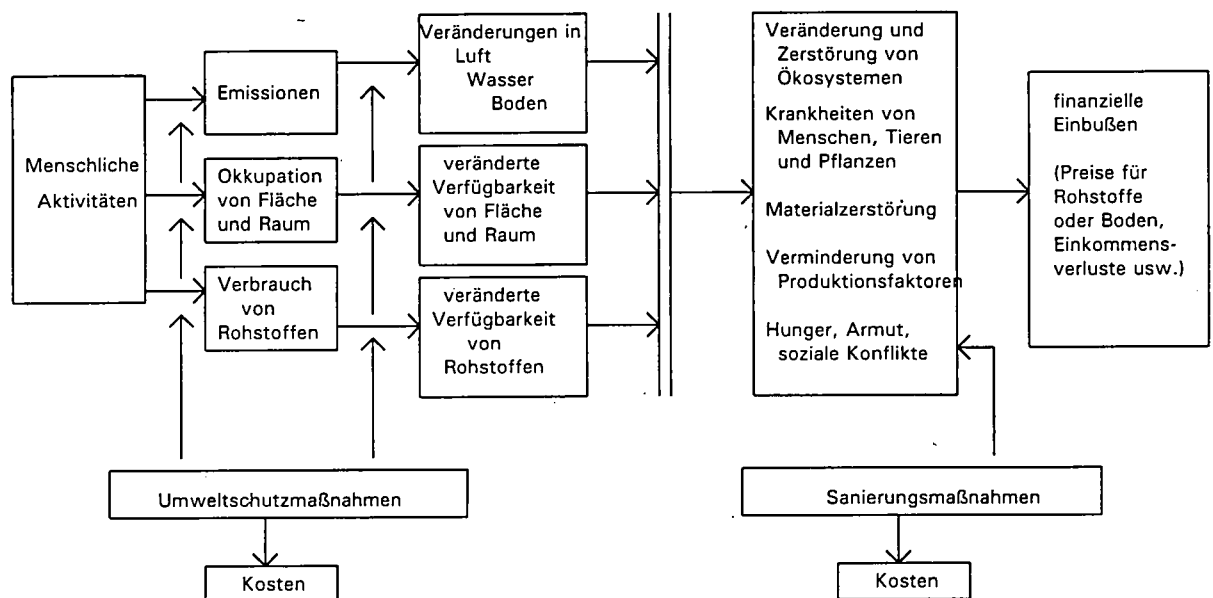 Menschliche
Aktivitäten
Emissionen
Okkupation
von Fläche
und Raum
Verbrauch
von
Rohstoffen
Veränderungen in
Luft
Wasser
Boden
veränderte
Verfügbarkeit
von Fläche
und Raum
veränderte
Verfügbarkeit
von
Rohstoffen
Veränderung und
Zerstörung von
Ökosystemen
Krankheiten von
Menschen, Tieren
und Pflanzen
Materialzerstörung
Verminderung von
Produktionsfaktoren
Hunger, Armut,
soziale Konflikte
finanzielle
Einbußen
(Preise für
Rohstoffe
oder Boden,
Einkommens-
verluste usw.)
Umweltschutzmaßnahmen
Kosten
Sanierungsmaßnahmen
Kosten